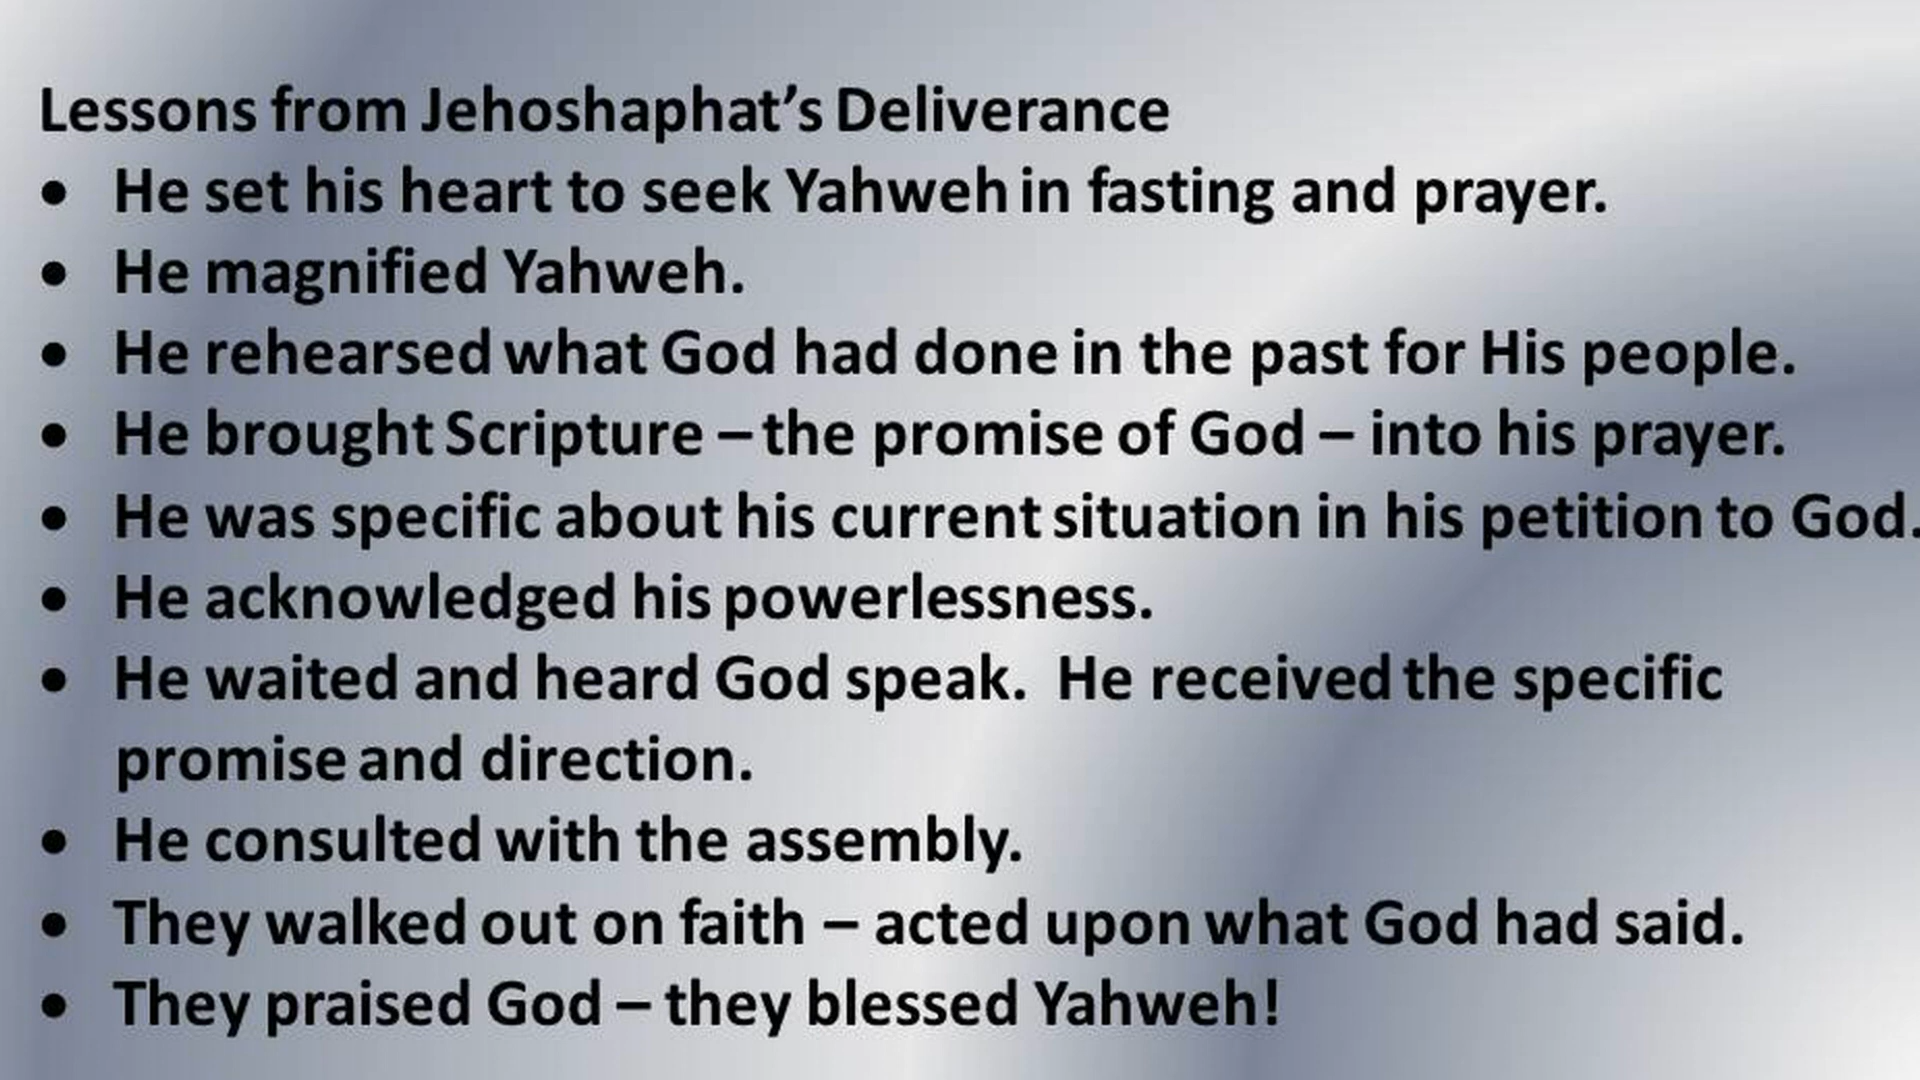 Lessons from Jehoshaphat’s Deliverance
• He set his heart to seek Yahweh in fasting and prayer.
• He magnified Yahweh.
• He rehearsed what God had done in the past for His people.
• He brought Scripture – the promise of God – into his prayer.
• He was specific about his current situation in his petition to God.
• He acknowledged his powerlessness.
• He waited and heard God speak.  He received the specific
promise and direction.
• He consulted with the assembly.
• They walked out on faith – acted upon what God had said.
• They praised God – they blessed Yahweh!